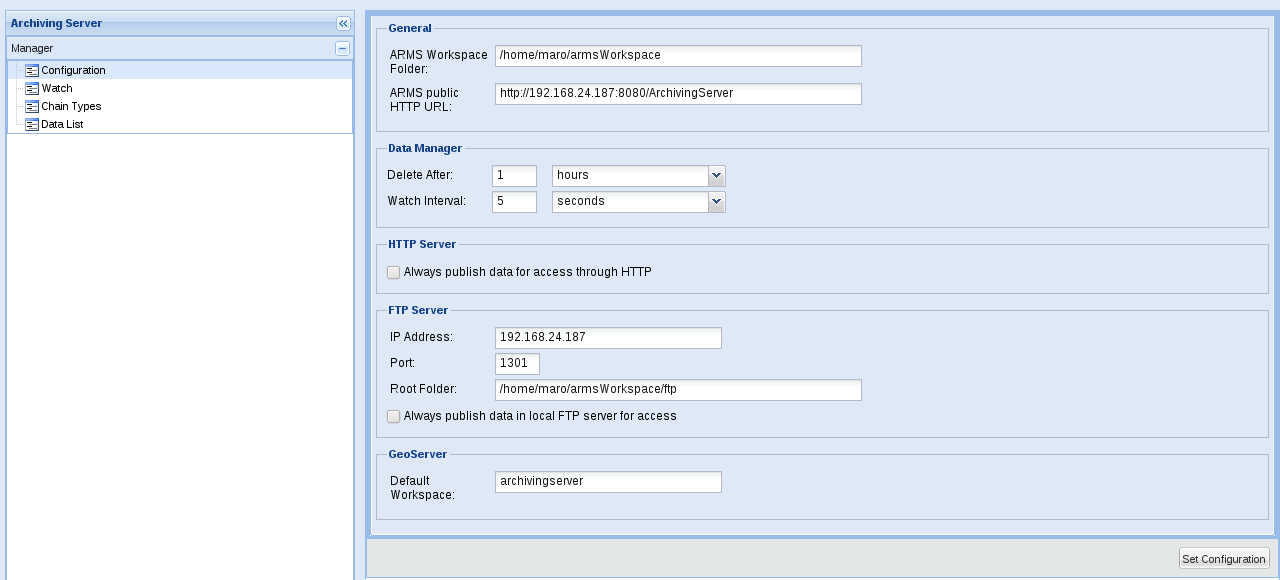 Archiving Server
Manager
Configuration
Watch
Chain Types
Data List
General
ARMS Workspace
Folder:
/home/maro/armsWorkspace
ARMS public
HTTP URL:
http://192.168.24.187:8080/ArchivingServer
Data Manager
Delete After:
1
hours
Watch Interval:
5
seconds
HTTP Server
Always publish data for access through HTTP
FTP Server
IP Address:
192.168.24.187
Port:
1301
Root Folder:
/home/maro/armsWorkspace/ftp
Always publish data in local FTP server for access
GeoServer
Default
Workspace:
archivingserver
Set Configuration